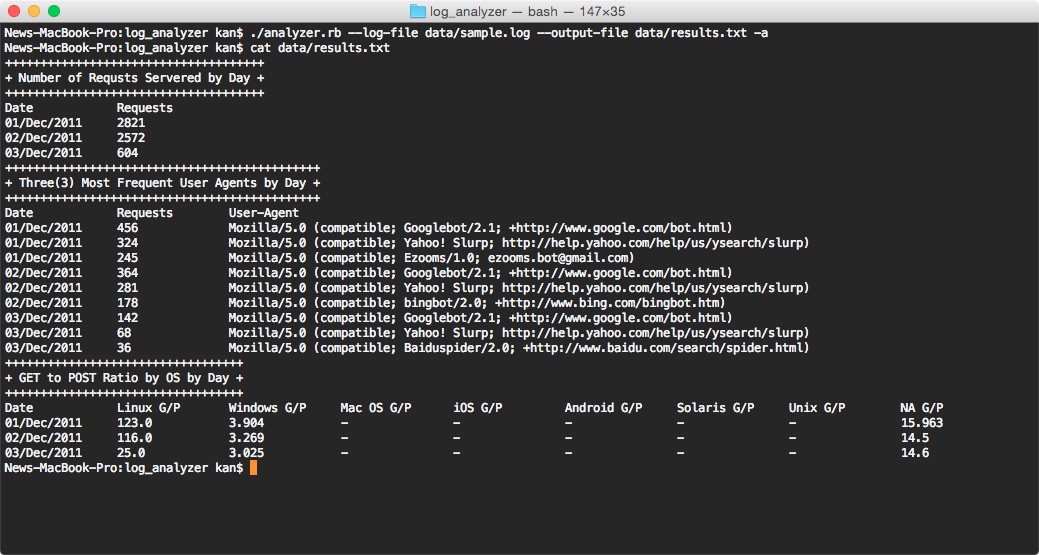 log_analyzer — bash — 147×35
News-MacBook-Pro:log_analyzer kan$ ./analyzer.rb --log-file data/sample.log --output-file data/results.txt -a
News-MacBook-Pro:log_analyzer kan$ cat data/results.txt
+++++++++++++++++++++++++++++++++++++
+ Number of Requsts Servered by Day +
+++++++++++++++++++++++++++++++++++++
Date            Requests
01/Dec/2011     2821
02/Dec/2011     2572
03/Dec/2011     604
+++++++++++++++++++++++++++++++++++++++++++++
+ Three(3) Most Frequent User Agents by Day +
+++++++++++++++++++++++++++++++++++++++++++++
Date            Requests        User-Agent
01/Dec/2011     456             Mozilla/5.0 (compatible; Googlebot/2.1; +http://www.google.com/bot.html)
01/Dec/2011     324             Mozilla/5.0 (compatible; Yahoo! Slurp; http://help.yahoo.com/help/us/ysearch/slurp)
01/Dec/2011     245             Mozilla/5.0 (compatible; Ezooms/1.0; ezooms.bot@gmail.com)
02/Dec/2011     364             Mozilla/5.0 (compatible; Googlebot/2.1; +http://www.google.com/bot.html)
02/Dec/2011     281             Mozilla/5.0 (compatible; Yahoo! Slurp; http://help.yahoo.com/help/us/ysearch/slurp)
02/Dec/2011     178             Mozilla/5.0 (compatible; bingbot/2.0; +http://www.bing.com/bingbot.htm)
03/Dec/2011     142             Mozilla/5.0 (compatible; Googlebot/2.1; +http://www.google.com/bot.html)
03/Dec/2011     68              Mozilla/5.0 (compatible; Yahoo! Slurp; http://help.yahoo.com/help/us/ysearch/slurp)
03/Dec/2011     36              Mozilla/5.0 (compatible; Baiduspider/2.0; +http://www.baidu.com/search/spider.html)
++++++++++++++++++++++++++++++++++
+ GET to POST Ratio by OS by Day +
++++++++++++++++++++++++++++++++++
Date            Linux G/P       Windows G/P     Mac OS G/P      iOS G/P         Android G/P     Solaris G/P     Unix G/P        NA G/P
01/Dec/2011     123.0           3.904           -               -               -               -               -               15.963
02/Dec/2011     116.0           3.269           -               -               -               -               -               14.5
03/Dec/2011     25.0            3.025           -               -               -               -               -               14.6
News-MacBook-Pro:log_analyzer kan$